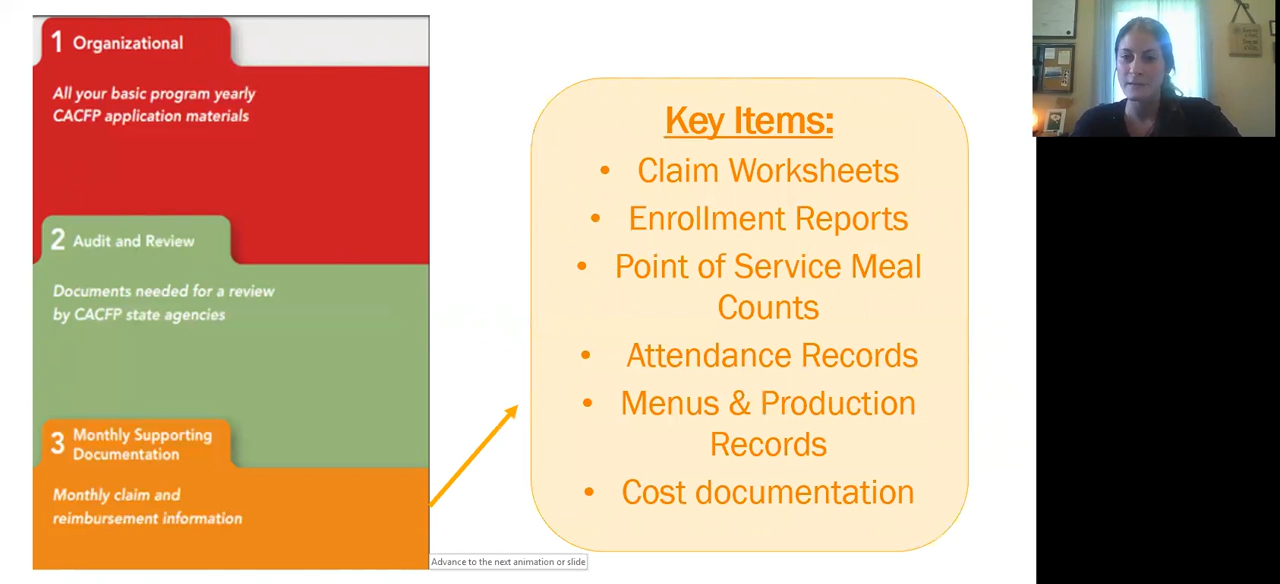 1 Organizational
All your basic program yearly
CACFP application materials
2 Audit and Review
Documents needed for a review
by CACFP state agencies
3 Monthly Supporting
Documentation
Monthly claim and
reimbursement information
Key Items:
• Claim Worksheets
• Enrollment Reports
• Point of Service Meal
Counts
• Attendance Records
• Menus & Production
Records
• Cost documentation
Advance to the next animation or slide